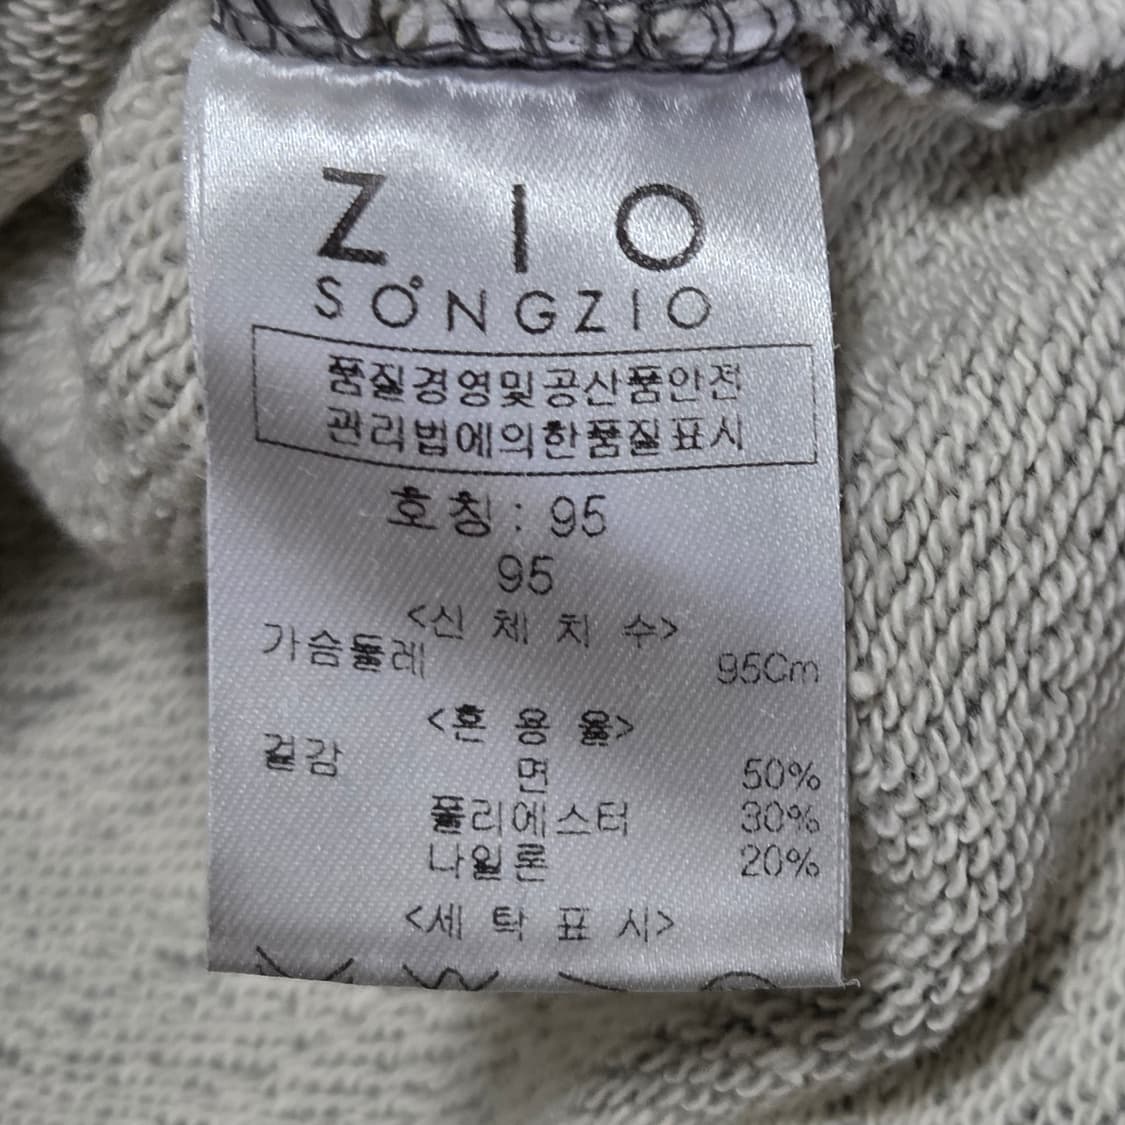 ZIO
SONGZIO
품질경영및공산품안전
관리법에의한품질표시
호칭 : 95
95
<신 체 치 수>
가슴둘레 95Cm
<혼 용 율>
겉감
면 50%
폴리에스터 30%
나일론 20%
<세 탁 표 시>